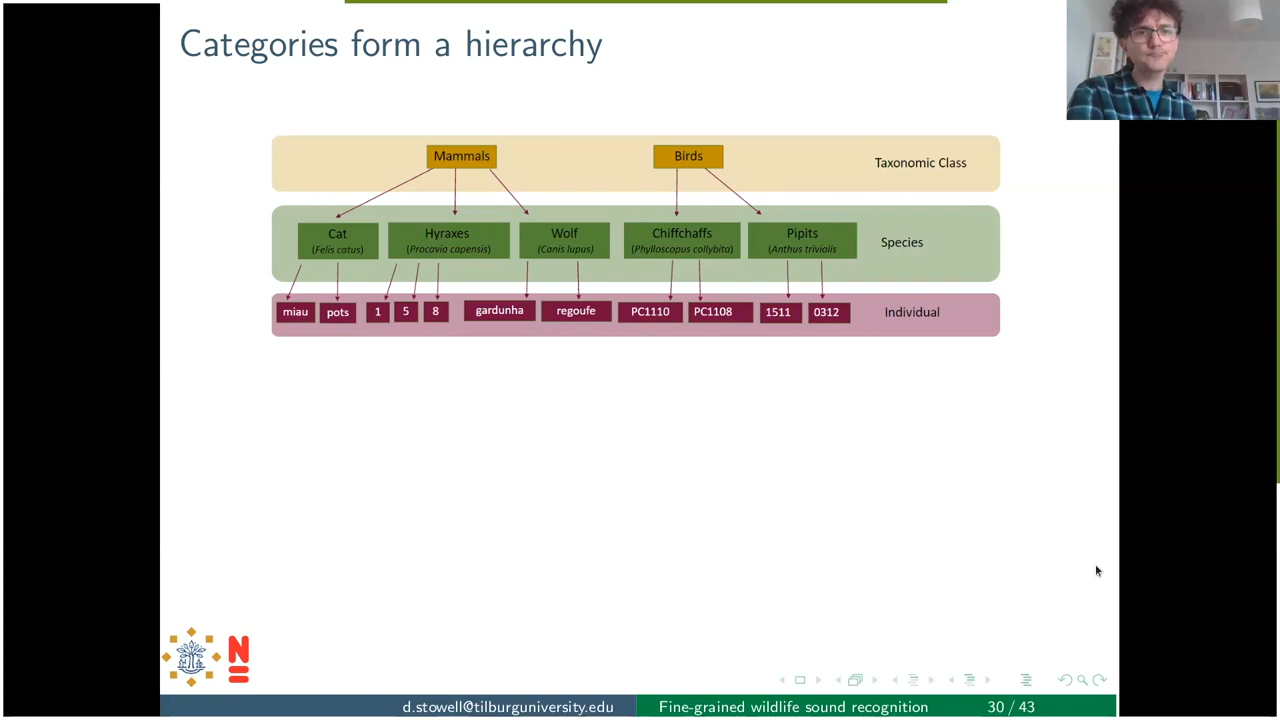 Categories form a hierarchy
Mammals
Birds
Taxonomic Class
Cat
(Felis catus)
Hyraxes
(Procavia capensis)
Wolf
(Canis lupus)
Chiffchaffs
(Phylloscopus collybita)
Pipits
(Anthus trivialis
Species
miau
pots
1
5
8
gardunha
regoufe
PC1110
PC1108
1511
0312
Individual
N
d.stowell@tilburguniversity.edu
Fine-grained wildlife sound recognition
30 / 43